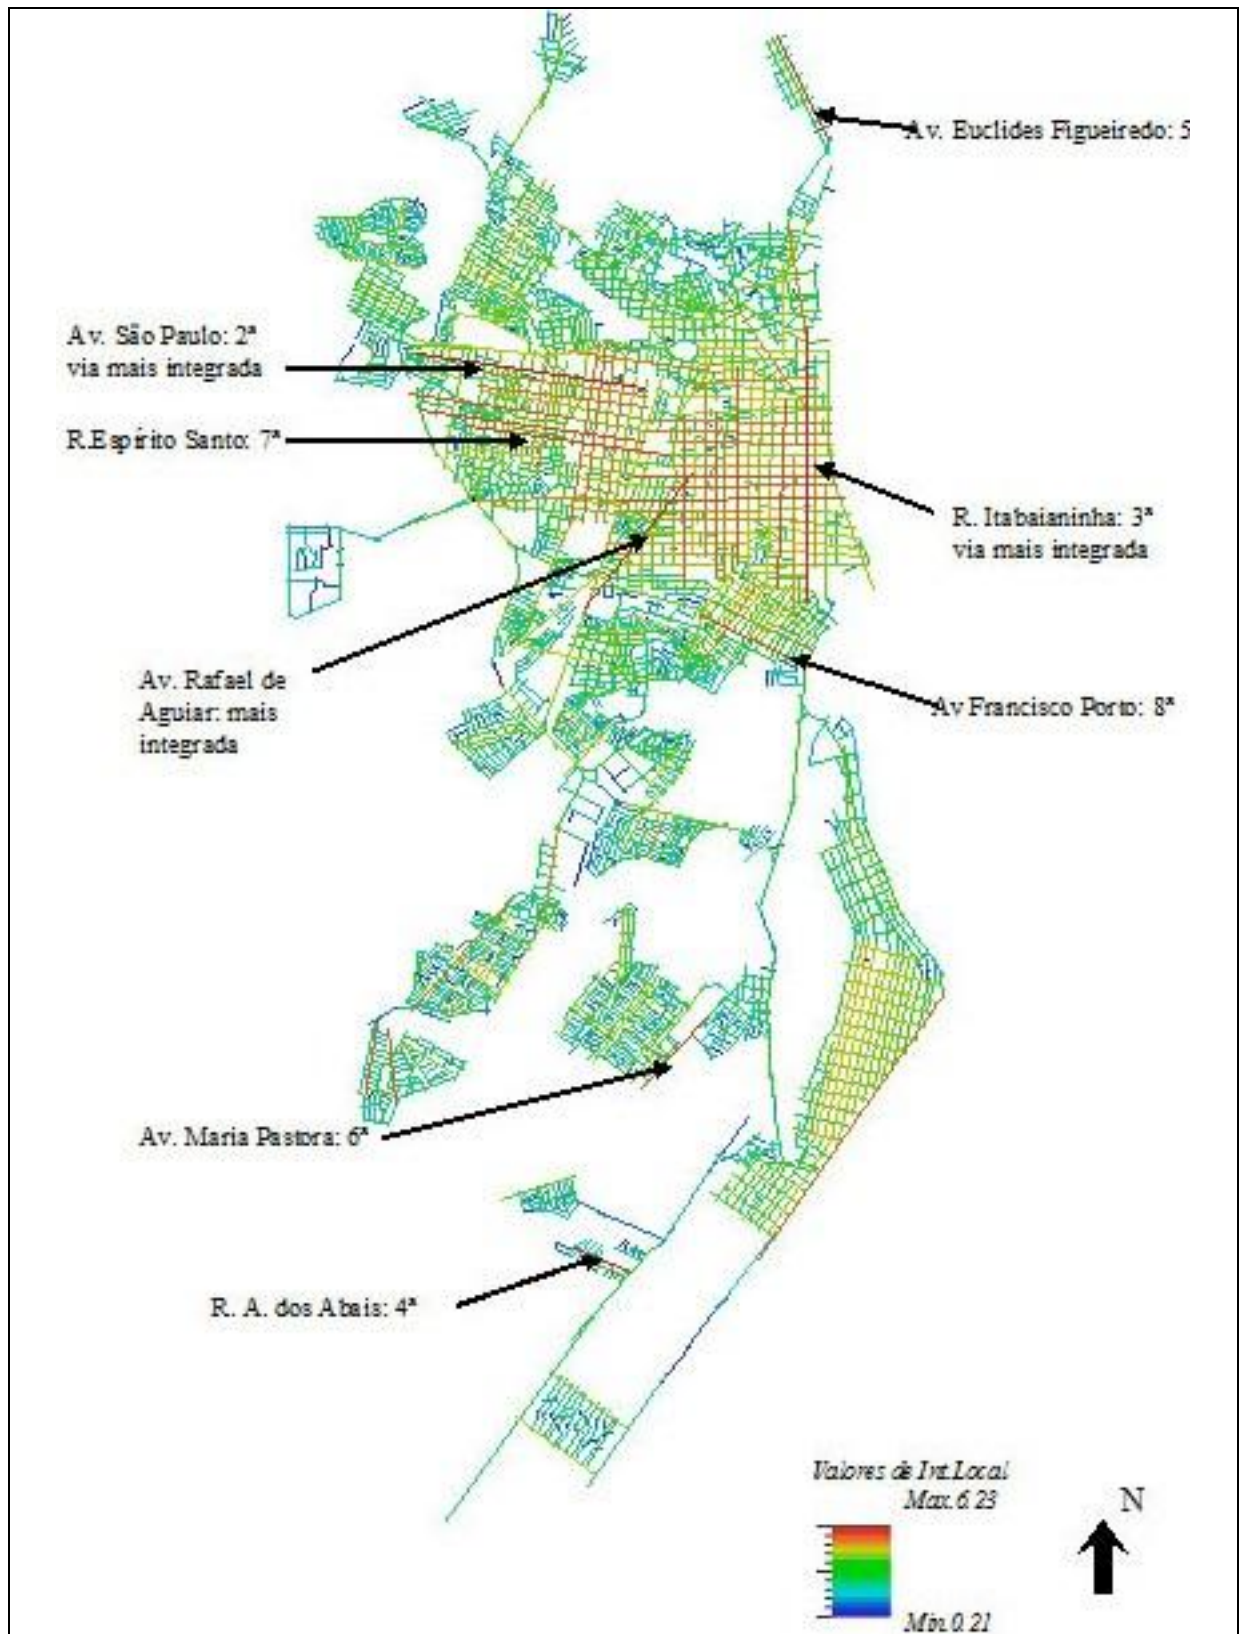 Av. Euclides Figueiredo: 5
Av. São Paulo: 2ª
via mais integrada
R.Espírito Santo: 7ª
R. Itabaianinha: 3ª
via mais integrada
Av. Rafael de
Aguiar: mais
integrada
Av Francisco Porto: 8ª
Av. Maria Pastora: 6ª
R. A. dos Abais: 4ª
Valores de Int.Local
Max.6.23
N
Min.0.21